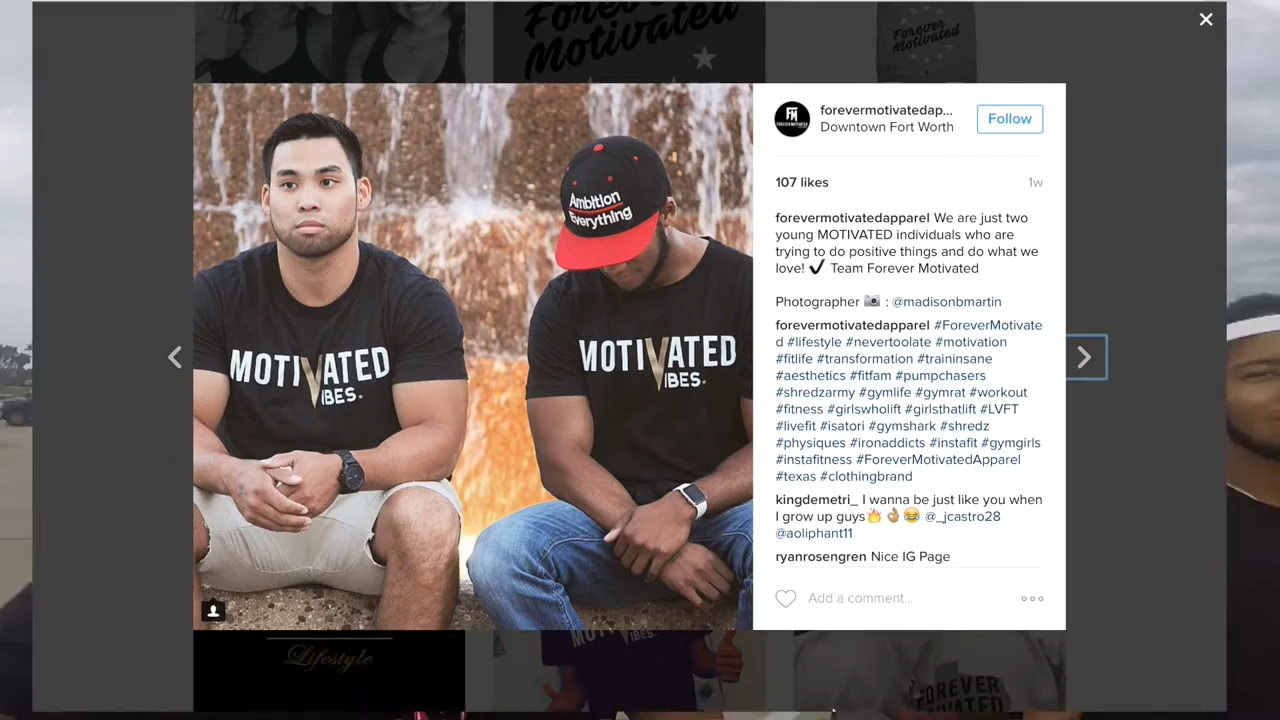 Forever
Motivated
Forever
Motivated
forevermotivatedap...
Downtown Fort Worth
Follow
FM
FOREVER MOTIVATED
107 likes
1w
forevermotivatedapparel We are just two
young MOTIVATED individuals who are
trying to do positive things and do what we
love! ✔ Team Forever Motivated
Photographer 📷 : @madisonbmartin
forevermotivatedapparel #ForeverMotivate
d #lifestyle #nevertoolate #motivation
#fitlife #transformation #traininsane
#aesthetics #fitfam #pumpchasers
#shredzarmy #gymlife #gymrat #workout
#fitness #girlswholift #girlsthatlift #LVFT
#livefit #isatori #gymshark #shredz
#physiques #ironaddicts #instafit #gymgirls
#instafitness #ForeverMotivatedApparel
#texas #clothingbrand
kingdemetri_ I wanna be just like you when
I grow up guys🔥👌🏽😂 @_jcastro28
@aoliphant11
ryanrosengren Nice IG Page
Add a comment...
Ambition
Everything
MOTIVATED
VIBES.
MOTIVATED
VIBES.
Lifestyle
MOTIVATED
VIBES.
FOREVER
MOTIVATED